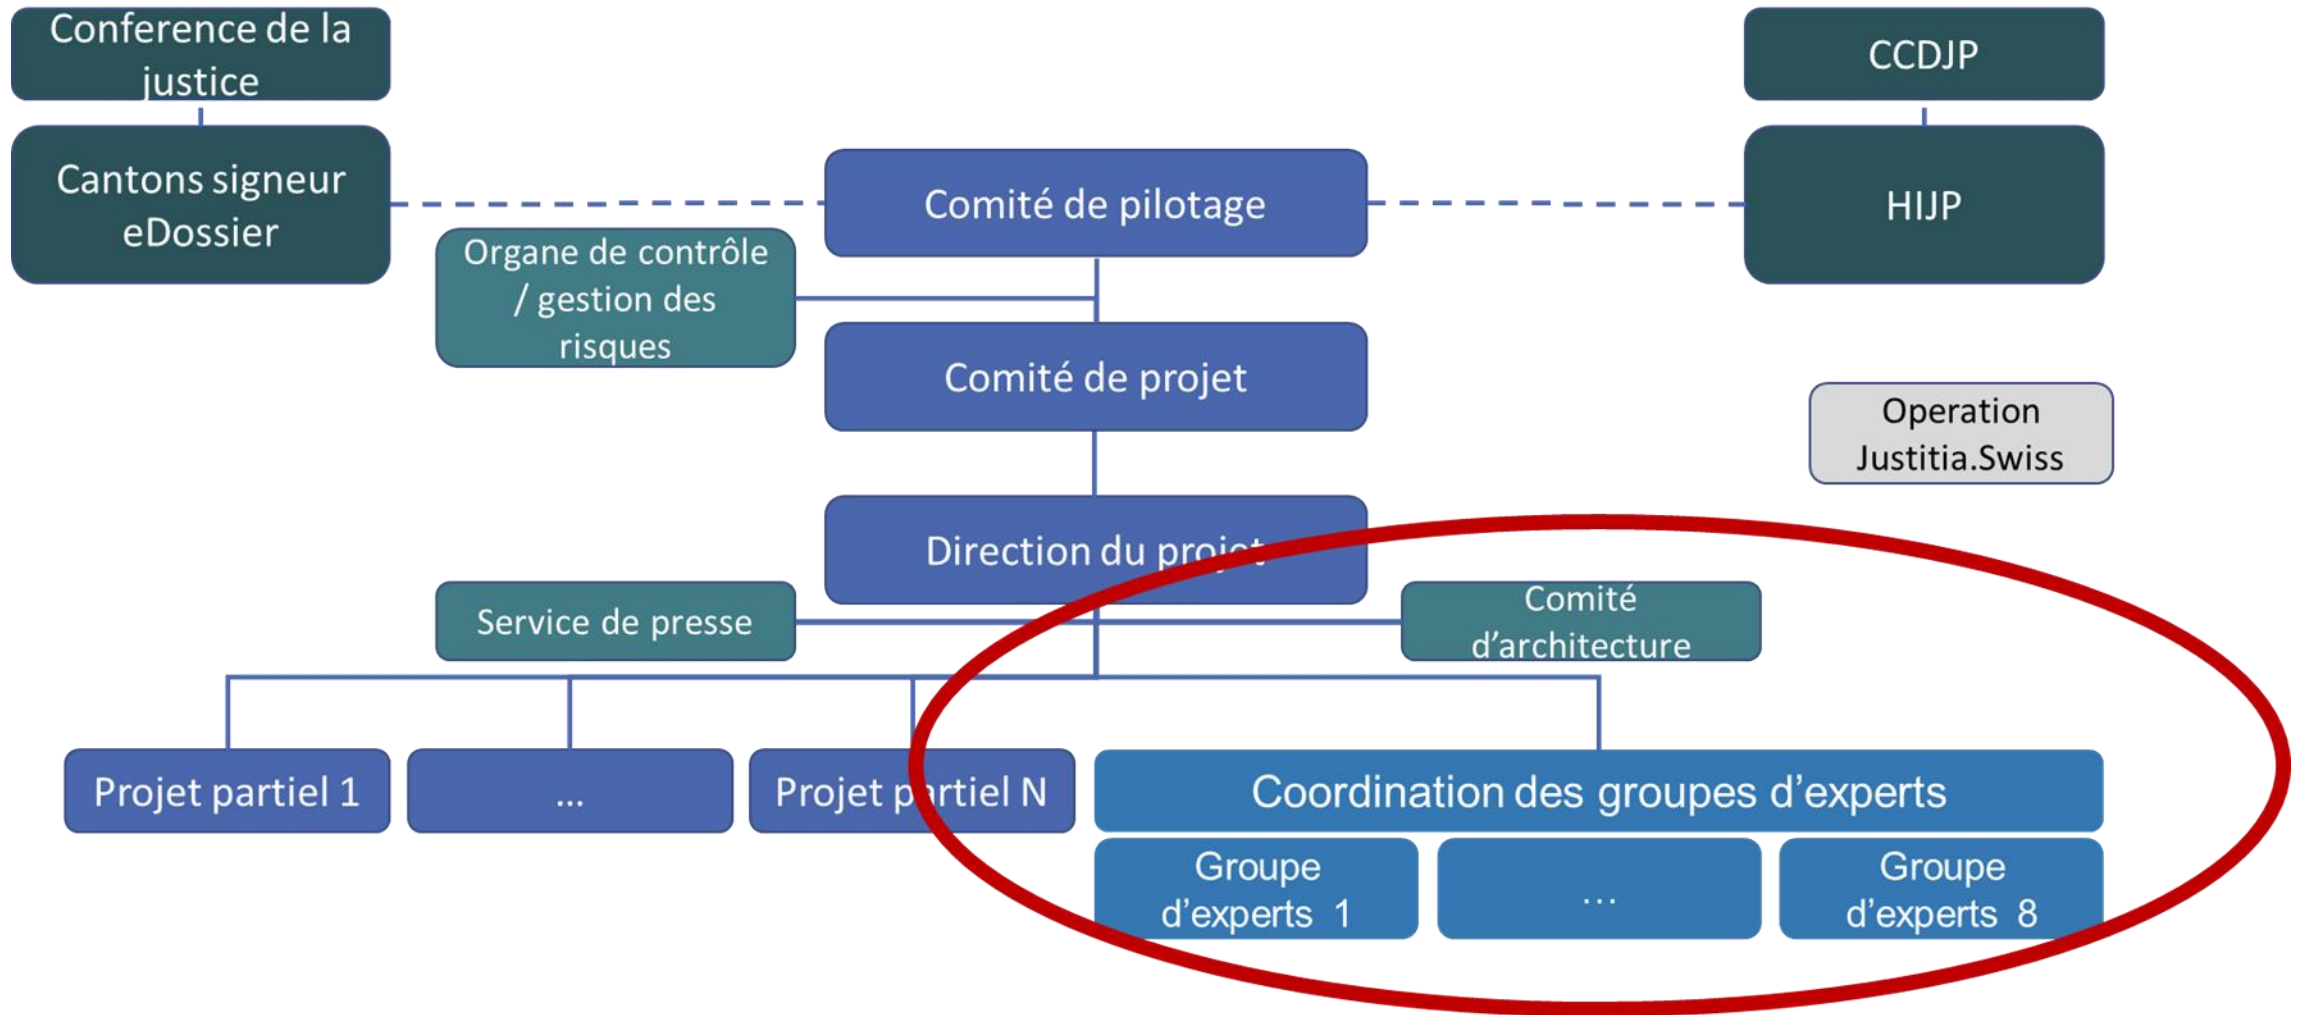 Conference de la
justice
CCDJP
Cantons signeur
eDossier
Comité de pilotage
HIJP
Organe de contrôle
/ gestion des
risques
Comité de projet
Operation
Justitia.Swiss
Direction du projet
Service de presse
Comité
d’architecture
Projet partiel 1
...
Projet partiel N
Coordination des groupes d’experts
Groupe
d’experts 1
...
Groupe
d’experts 8